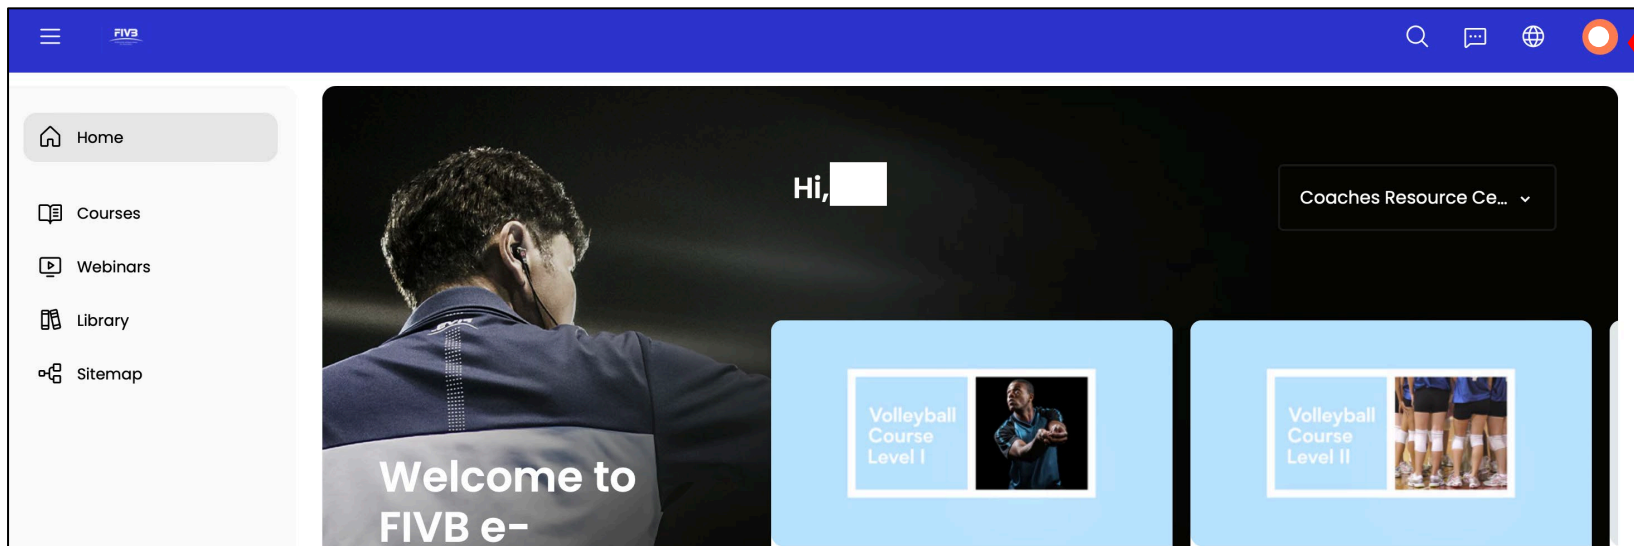 FIVB
Home
Courses
Webinars
Library
Sitemap
Hi,
Coaches Resource Ce...
Welcome to
FIVB e-
Volleyball
Course
Level I
Volleyball
Course
Level II